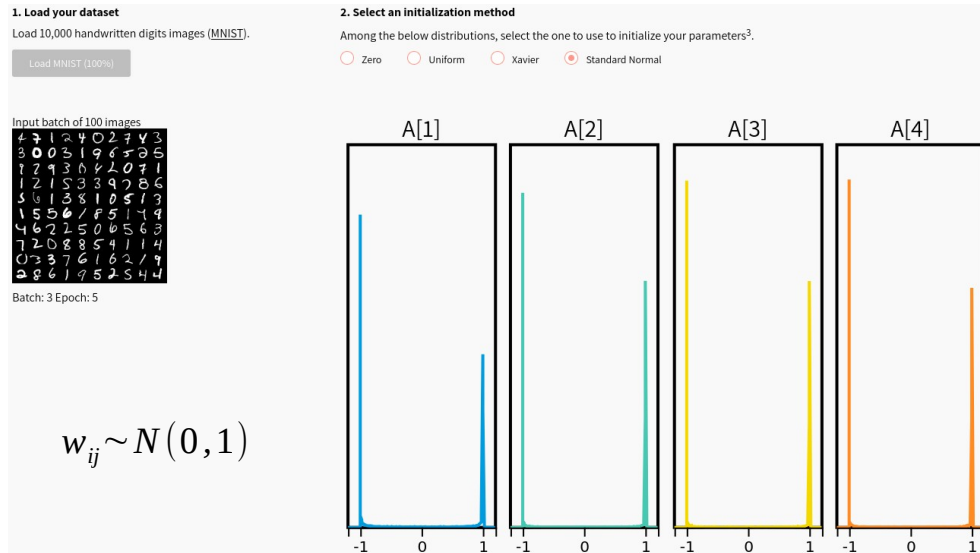 1. Load your dataset
Load 10,000 handwritten digits images (MNIST).
Load MNIST (100%)
Input batch of 100 images
Batch: 3 Epoch: 5
w_ij ~ N(0,1)
2. Select an initialization method
Among the below distributions, select the one to use to initialize your parameters³.
Zero Uniform Xavier Standard Normal
A[1] A[2] A[3] A[4]
-1 0 1 -1 0 1 -1 0 1 -1 0 1